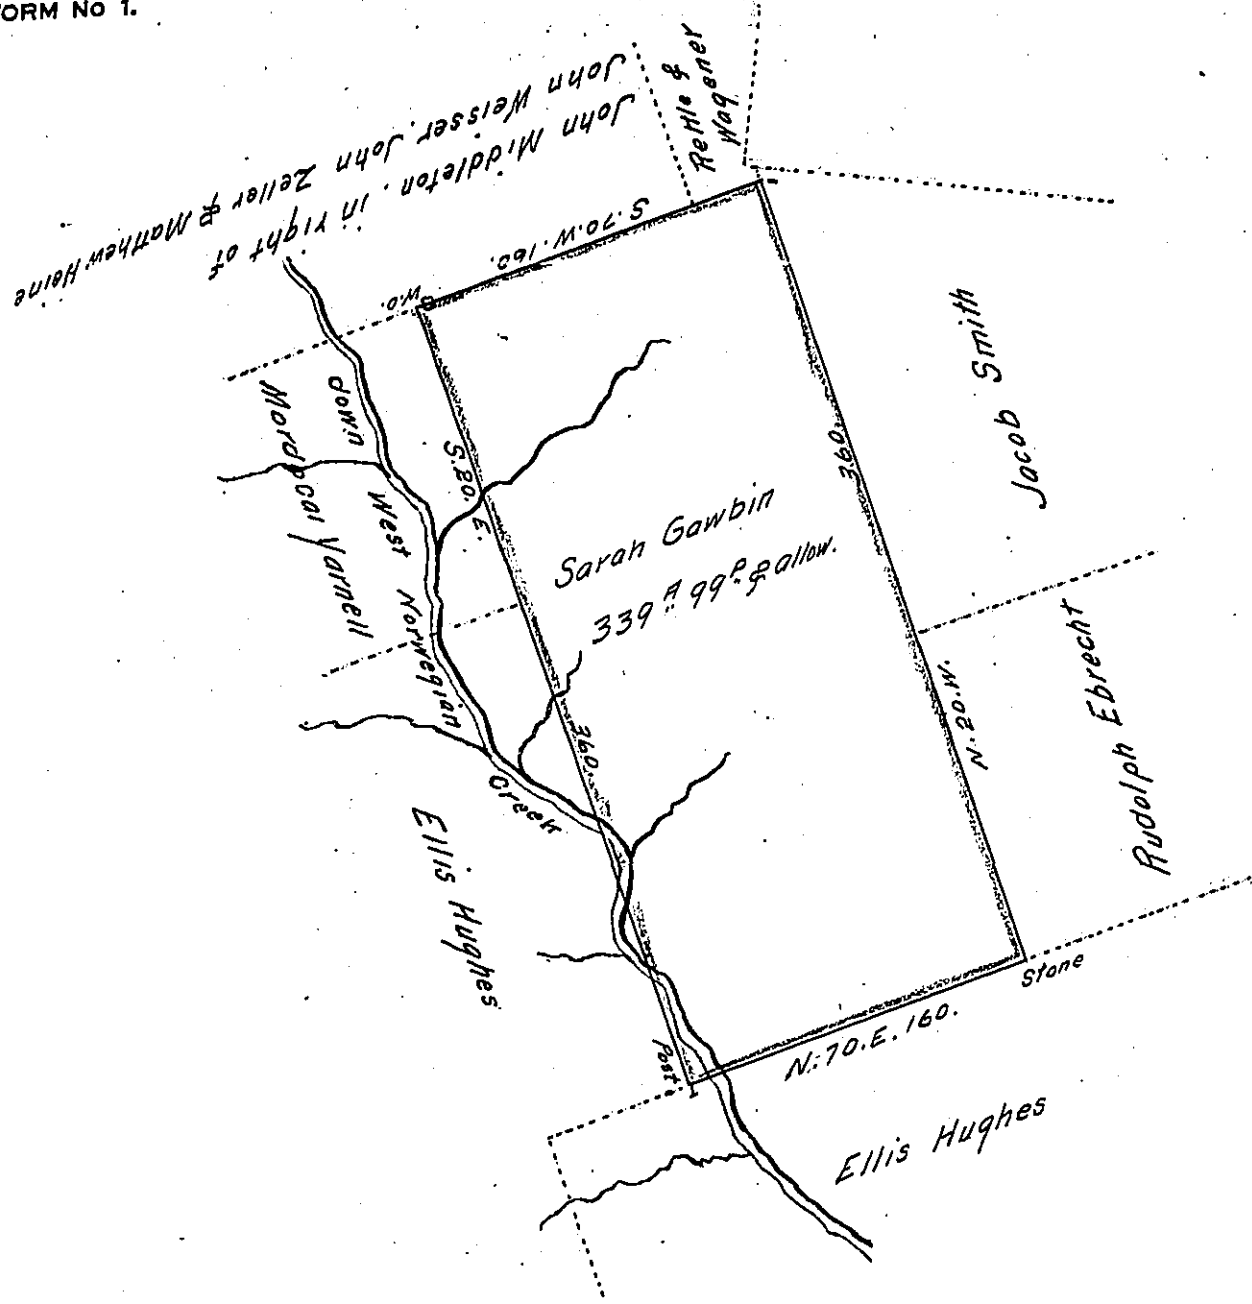 FORM No 1.
John Middleton, in right of
John Weisser, John Zeller & Matthew Heine
Rettle &
Wagener
S. 70. W. 160.
W.O.
down West Norwegian Creek
Mordecai Yarnell
S. 20. E. 360.
Sarah Gawbin
339 A.. 99 P.. & allow.
360.
N. 20. W.
Jacob Smith
Rudolph Ebrecht
Ellis Hughes
Stone
N. 70. E. 160.
Post
Ellis Hughes